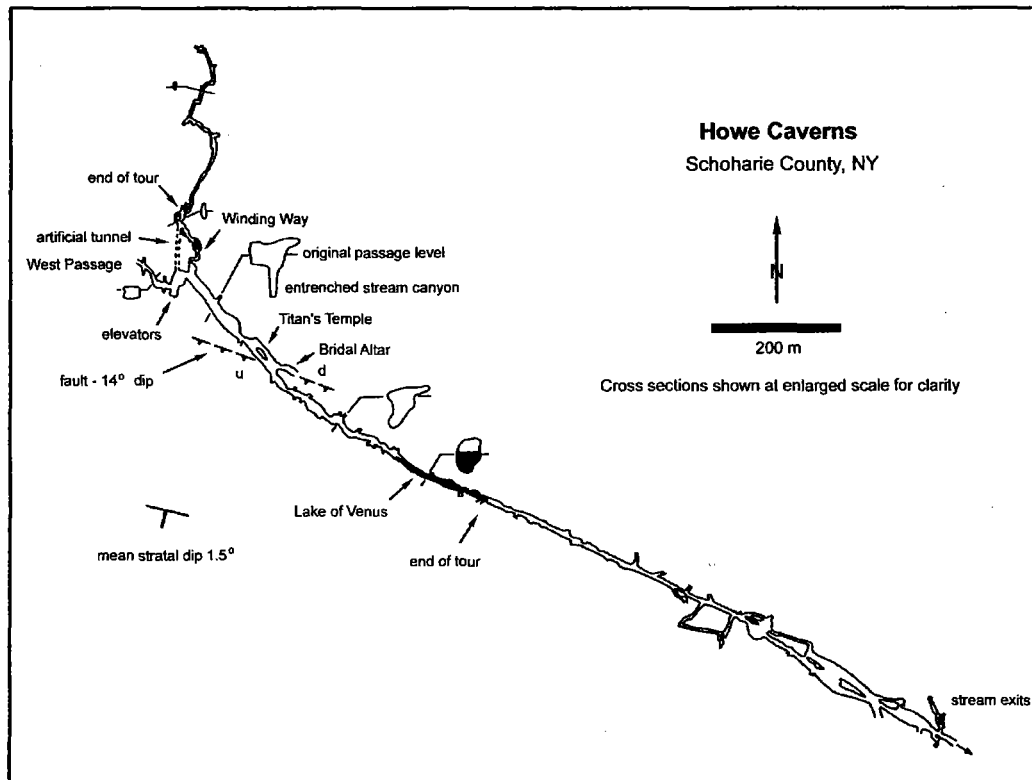 Howe Caverns
Schoharie County, NY
N
200 m
Cross sections shown at enlarged scale for clarity
end of tour
Winding Way
artificial tunnel
original passage level
West Passage
entrenched stream canyon
elevators
Titan's Temple
Bridal Altar
fault - 14° dip
u
d
Lake of Venus
mean stratal dip 1.5°
end of tour
stream exits